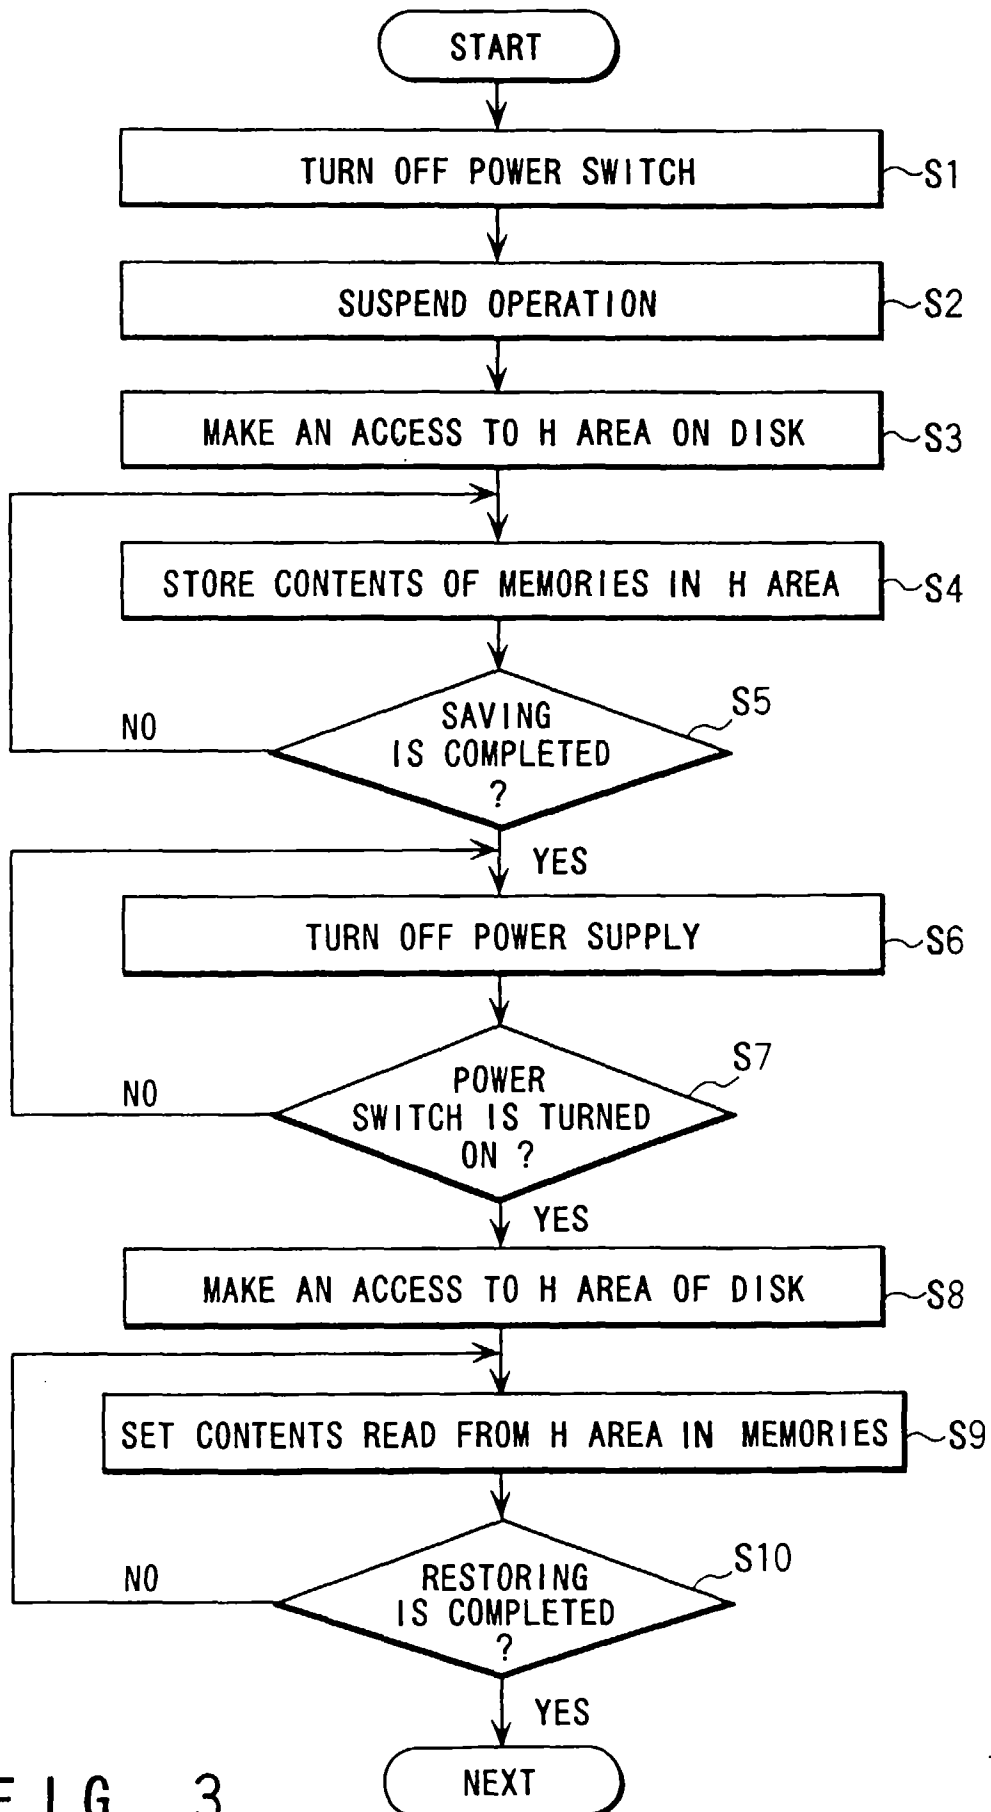 START
TURN OFF POWER SWITCH
S1
SUSPEND OPERATION
S2
MAKE AN ACCESS TO H AREA ON DISK
S3
STORE CONTENTS OF MEMORIES IN H AREA
S4
S5
SAVING
IS COMPLETED
?
NO
YES
TURN OFF POWER SUPPLY
S6
S7
POWER
SWITCH IS TURNED
ON ?
NO
YES
MAKE AN ACCESS TO H AREA OF DISK
S8
SET CONTENTS READ FROM H AREA IN MEMORIES
S9
S10
RESTORING
IS COMPLETED
?
NO
YES
NEXT
FIG. 3